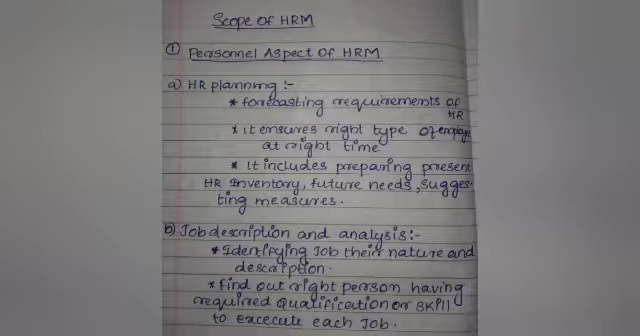 Scope Of HRM
① Personnel Aspect Of HRM
a) HR planning :-
* forecasting requirements of HR
* it ensures right type of employe
at right time
* It includes preparing present
HR Inventory, future needs, sugges-
ting measures.
b) Job description and analysis:-
* Identifying Job their nature and
description.
* find out right person having
required qualification or skill
to excecute each Job.